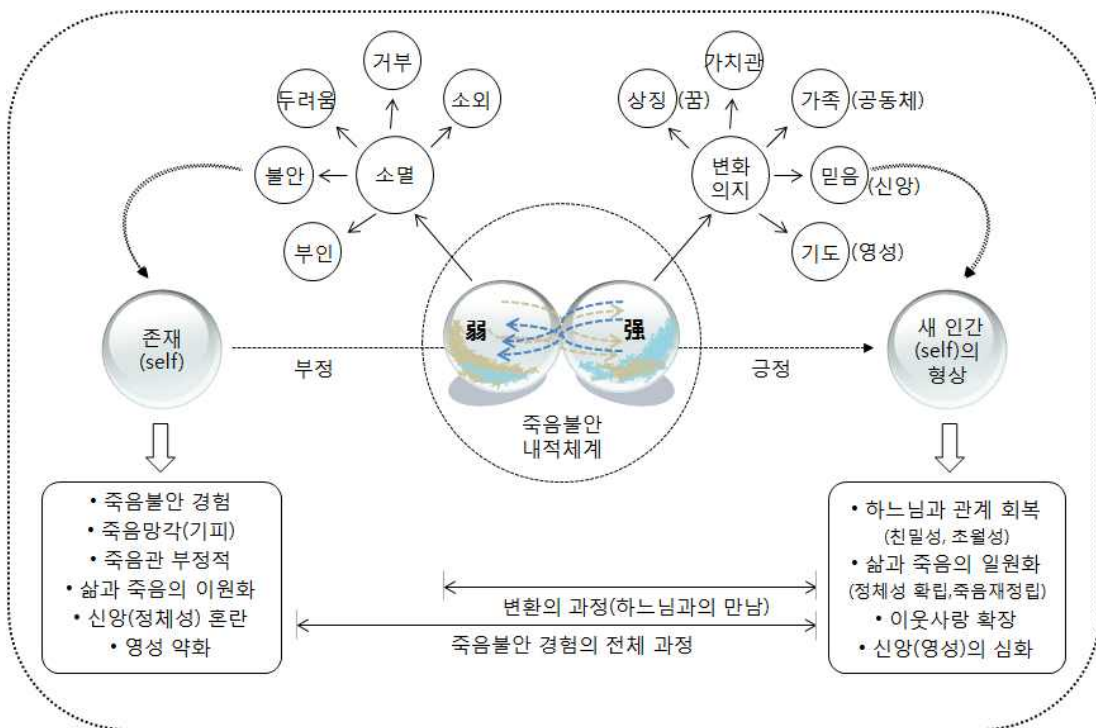 거부
두려움
소외
불안
소멸
부인
가치관
상징 (꿈)
가족 (공동체)
변화
의지
믿음 (신앙)
기도 (영성)
존재
(self)
부정
弱
强
긍정
죽음불안
내적체계
새 인간
(self)의
형상
• 죽음불안 경험
• 죽음망각(기피)
• 죽음관 부정적
• 삶과 죽음의 이원화
• 신앙(정체성) 혼란
• 영성 약화
변환의 과정(하느님과의 만남)
죽음불안 경험의 전체 과정
• 하느님과 관계 회복
(친밀성, 초월성)
• 삶과 죽음의 일원화
(정체성 확립,죽음재정립)
• 이웃사랑 확장
• 신앙(영성)의 심화